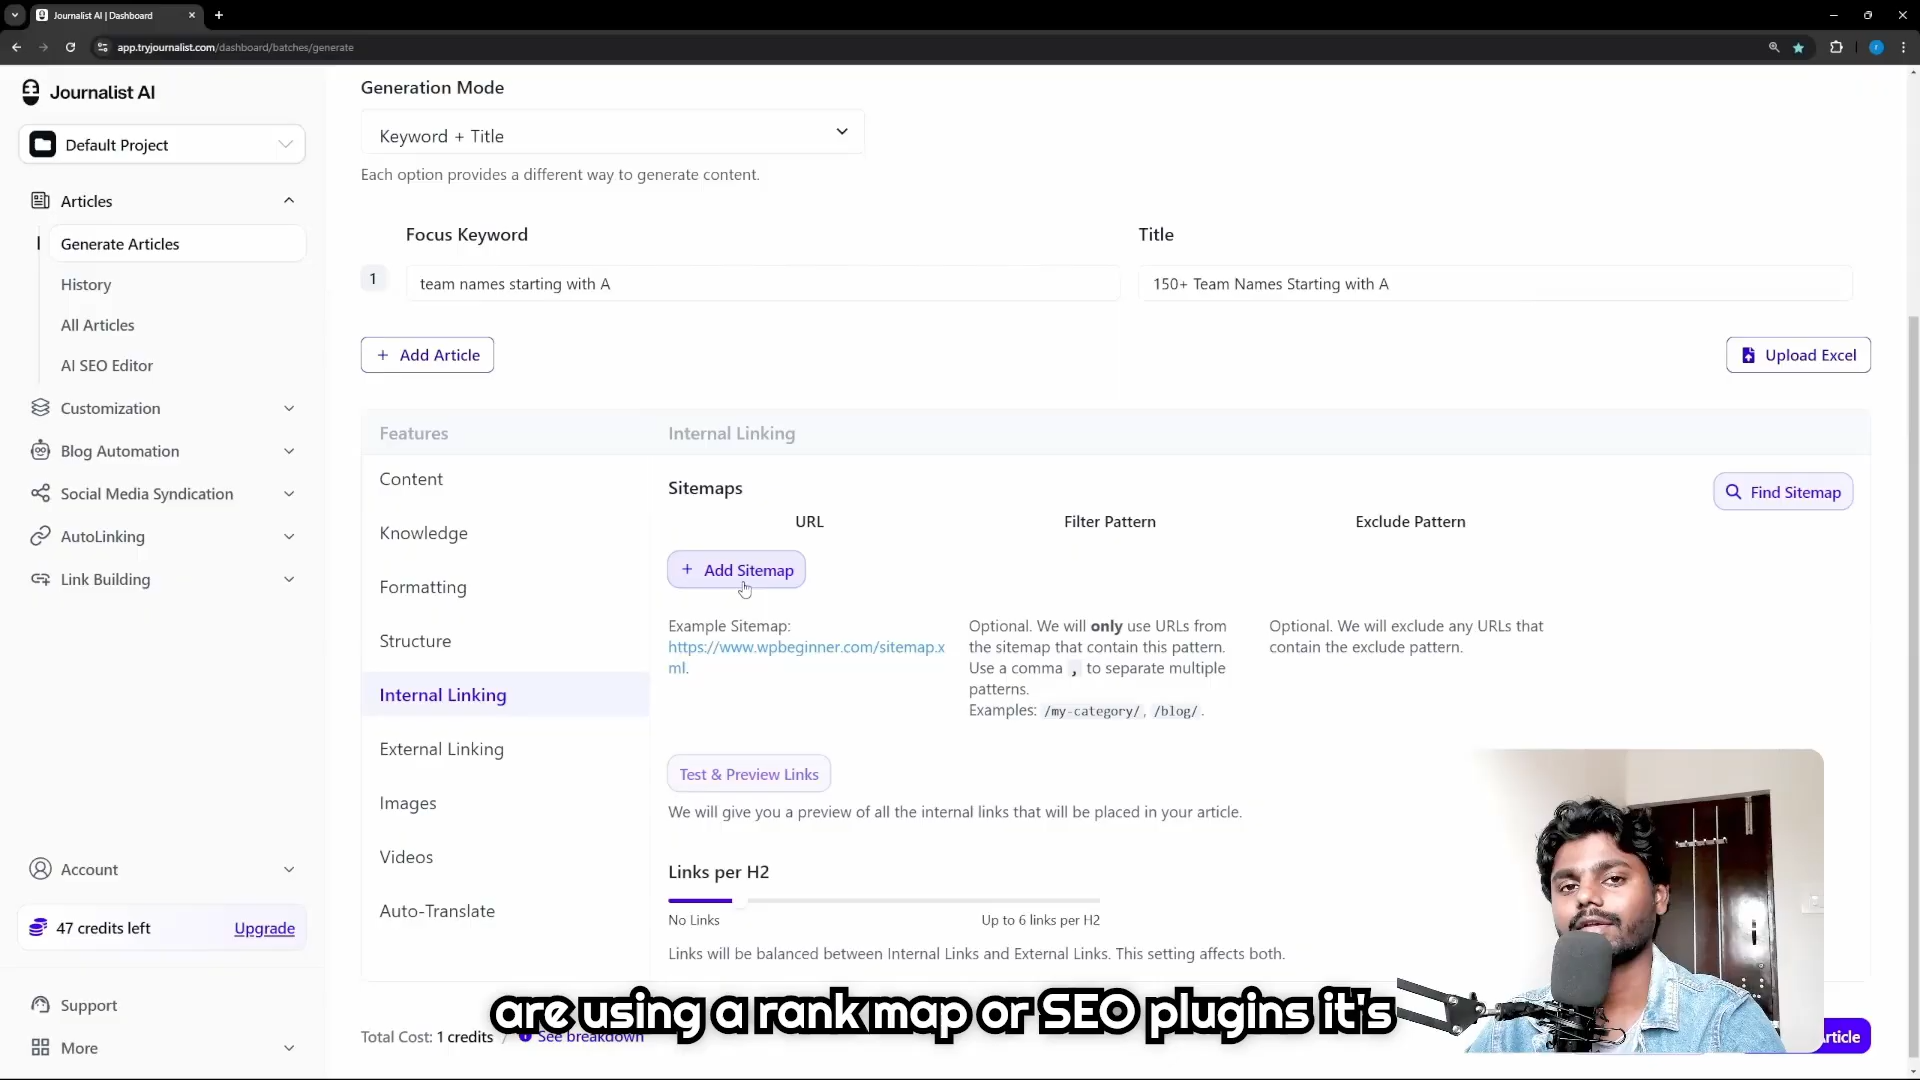 Journalist AI | Dashboard
app.tryjournalist.com/dashboard/batches/generate
Journalist AI
Default Project
Articles
Generate Articles
History
All Articles
AI SEO Editor
Customization
Blog Automation
Social Media Syndication
AutoLinking
Link Building
Account
47 credits left
Upgrade
Support
More
Generation Mode
Keyword + Title
Each option provides a different way to generate content.
Focus Keyword
Title
1
team names starting with A
150+ Team Names Starting with A
+ Add Article
Upload Excel
Features
Internal Linking
Content
Knowledge
Formatting
Structure
Internal Linking
External Linking
Images
Videos
Auto-Translate
Sitemaps
Find Sitemap
URL
Filter Pattern
Exclude Pattern
+ Add Sitemap
Example Sitemap:
https://www.wpbeginner.com/sitemap.x
ml.
Optional. We will only use URLs from
the sitemap that contain this pattern.
Use a comma , to separate multiple
patterns.
Examples: /my-category/, /blog/.
Optional. We will exclude any URLs that
contain the exclude pattern.
Test & Preview Links
We will give you a preview of all the internal links that will be placed in your article.
Links per H2
No Links
Up to 6 links per H2
Links will be balanced between Internal Links and External Links. This setting affects both.
are using a rank map or SEO plugins it's
Total Cost: 1 credits / See breakdown
rticle